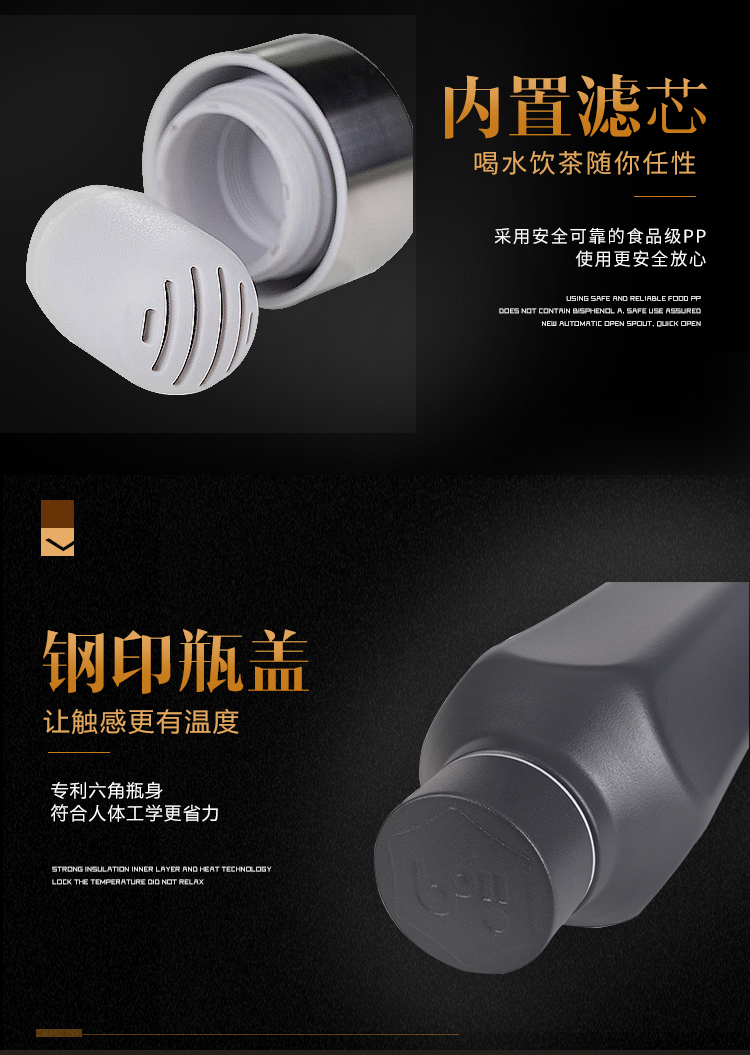 内置滤芯
喝水饮茶随你任性
采用安全可靠的食品级PP
使用更安全放心
USING SAFE AND RELIABLE FOOD PP
DOES NOT CONTAIN BISPHENOL A, SAFE USE ASSURED
NEW AUTOMATIC OPEN SPOUT, QUICK OPEN
钢印瓶盖
让触感更有温度
专利六角瓶身
符合人体工学更省力
STRONG INSULATION INNER LAYER AND HEAT TECHNOLOGY
LOCK THE TEMPERATURE DID NOT RELAX